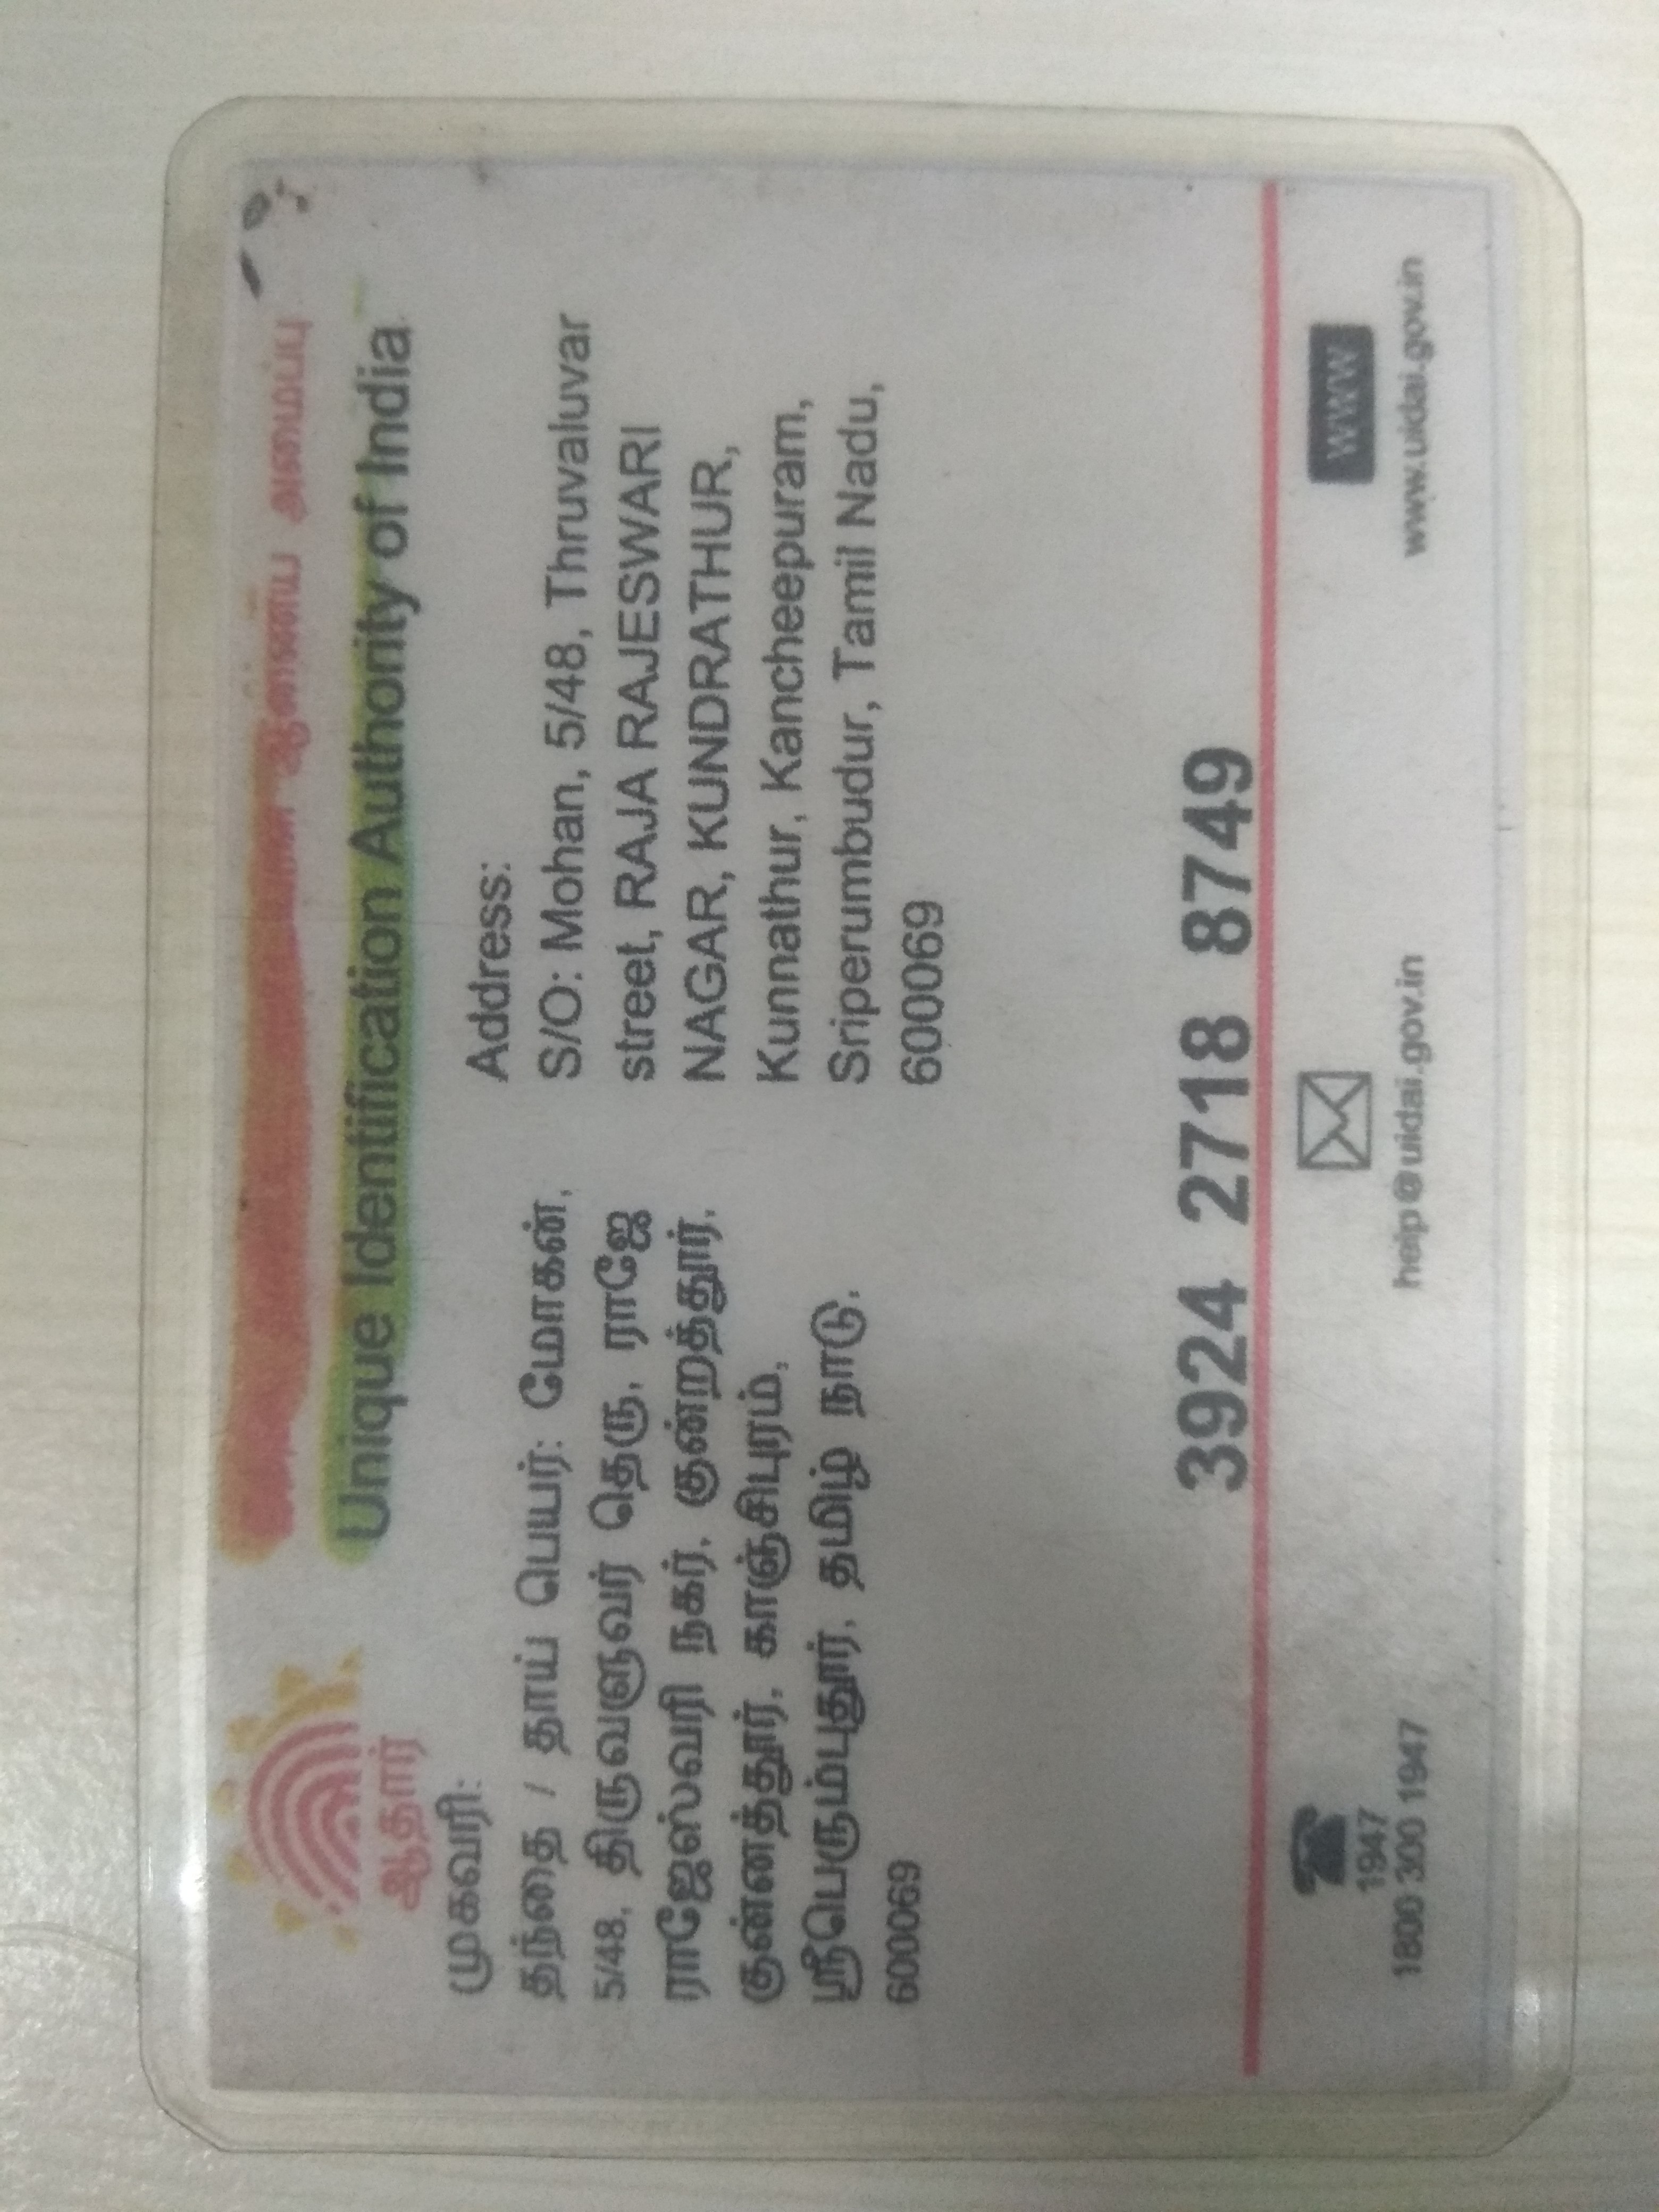 ஆணைய அமைப்பு
Unique Identification Authority of India
ஆதார்
முகவரி:
தந்தை / தாய் பெயர்: மோகன்,
5/48, திருவளுவர் தெரு, ராஜே
ராஜேஸ்வரி நகர், குன்றத்தூர்,
குன்னத்தூர், காஞ்சிபுரம்,
ஸ்ரீபெரும்புதூர், தமிழ் நாடு,
600069
Address:
S/O: Mohan, 5/48, Thruvaluvar
street, RAJA RAJESWARI
NAGAR, KUNDRATHUR,
Kunnathur, Kancheepuram,
Sriperumbudur, Tamil Nadu,
600069
3924 2718 8749
1947
1800 300 1947
help@uidai.gov.in
www
www.uidai.gov.in